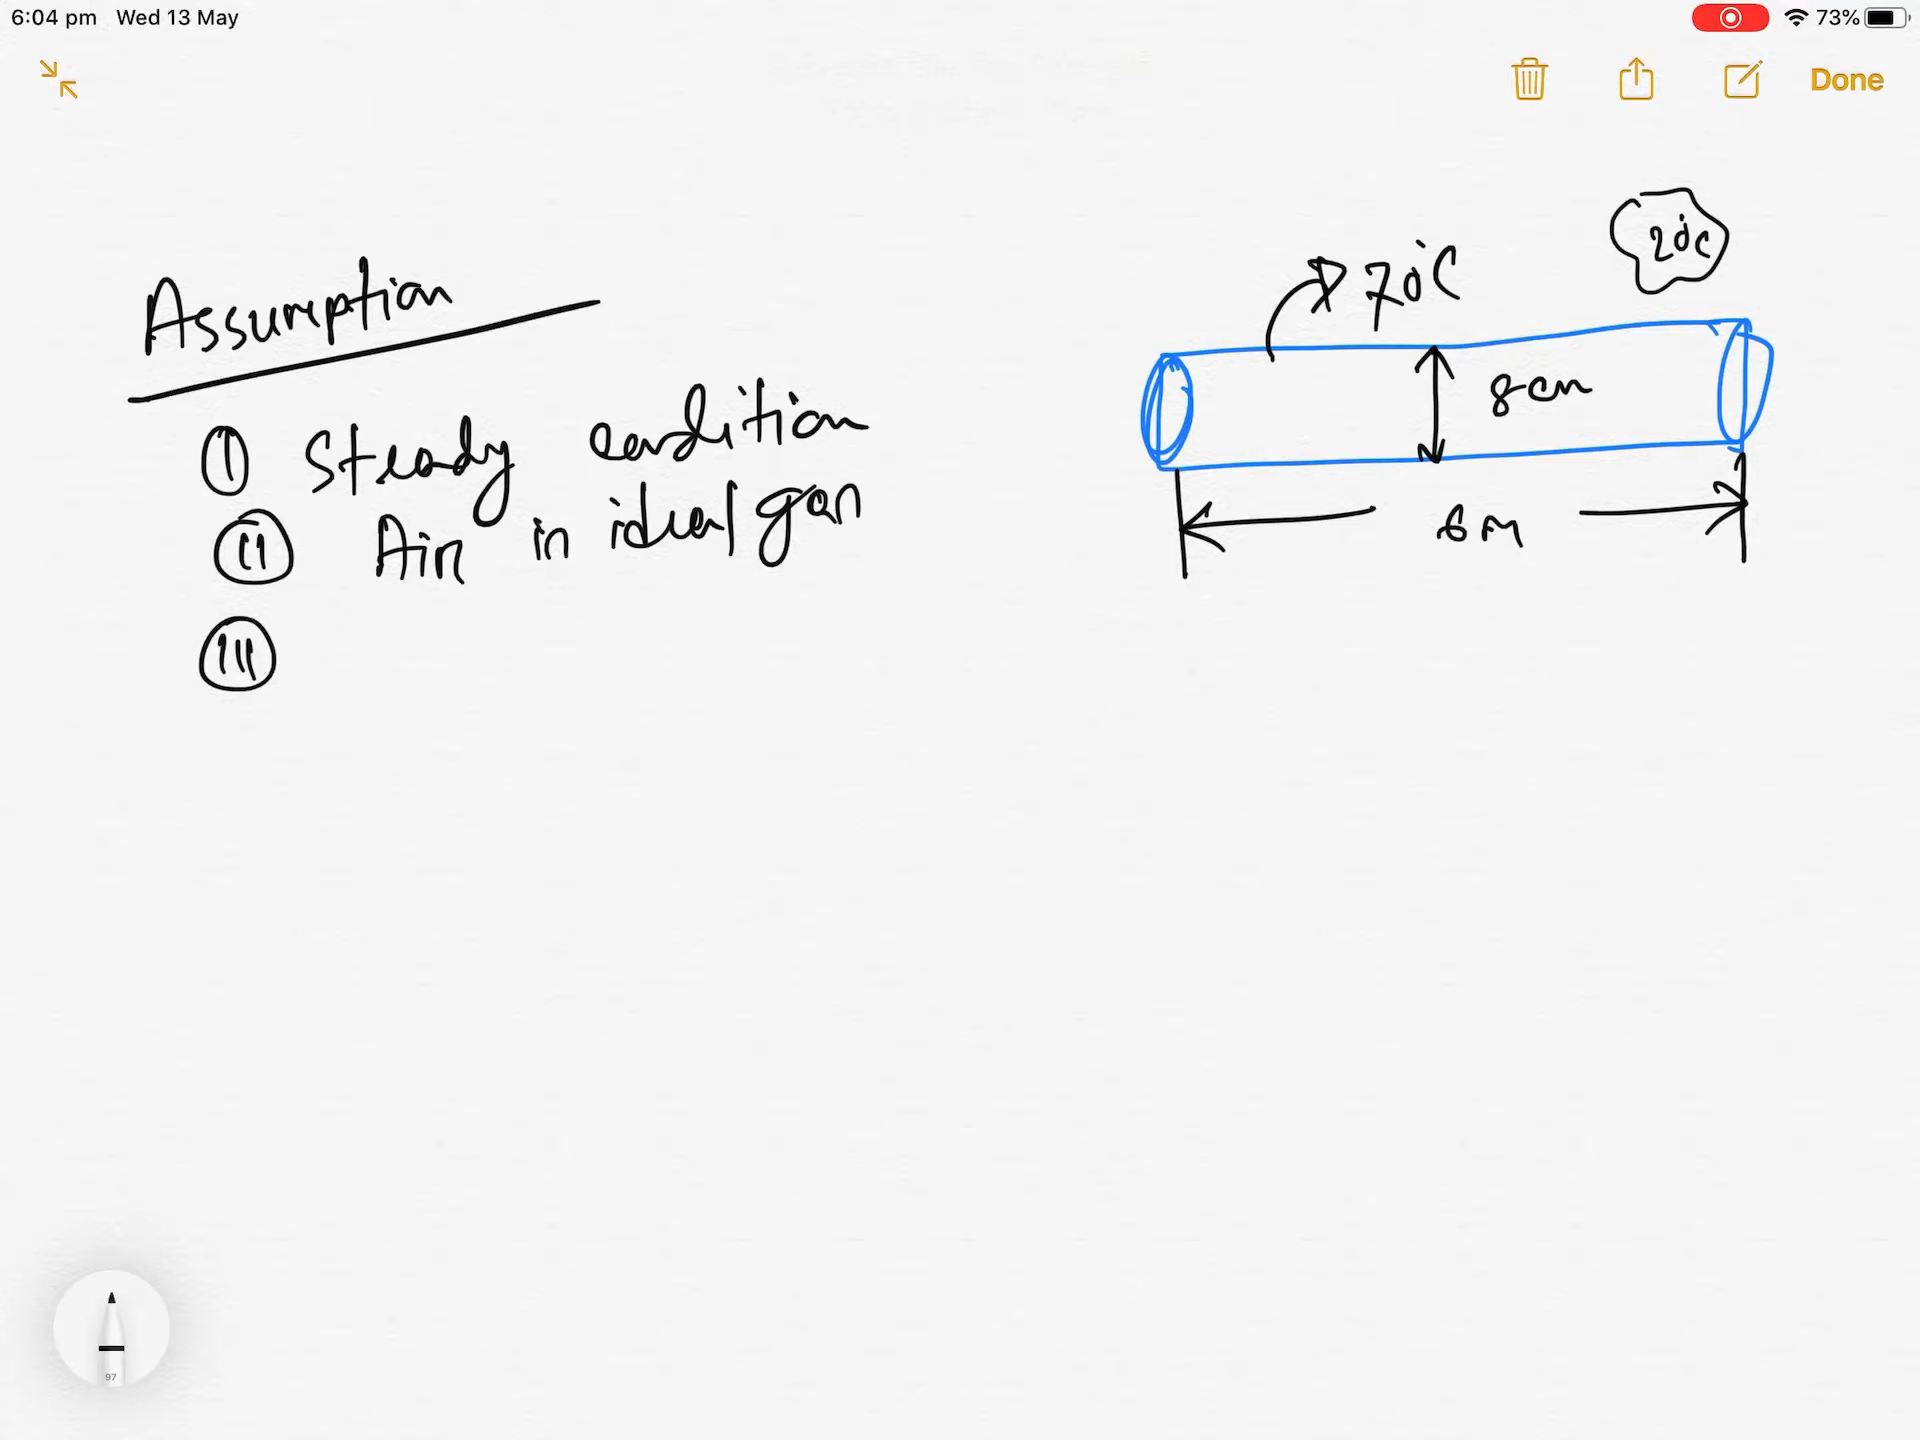 6:04 pm Wed 13 May
73%
Done
Assumption
I Steady condition
II Air in ideal gas
III
70°C
20°C
8cm
6m
97